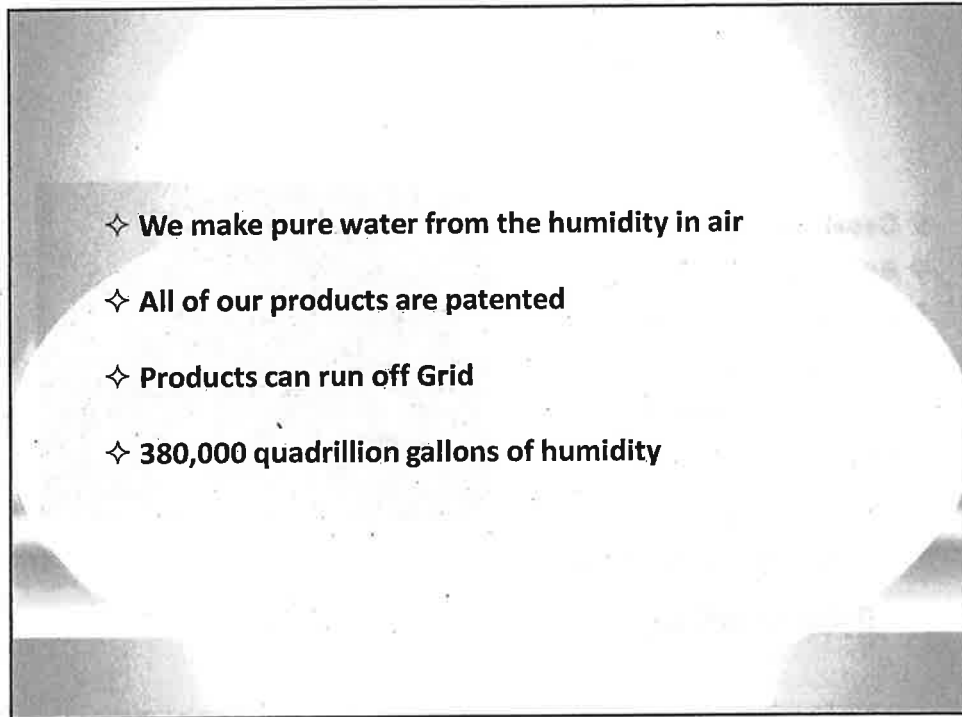 ✧ We make pure water from the humidity in air
✧ All of our products are patented
✧ Products can run off Grid
✧ 380,000 quadrillion gallons of humidity